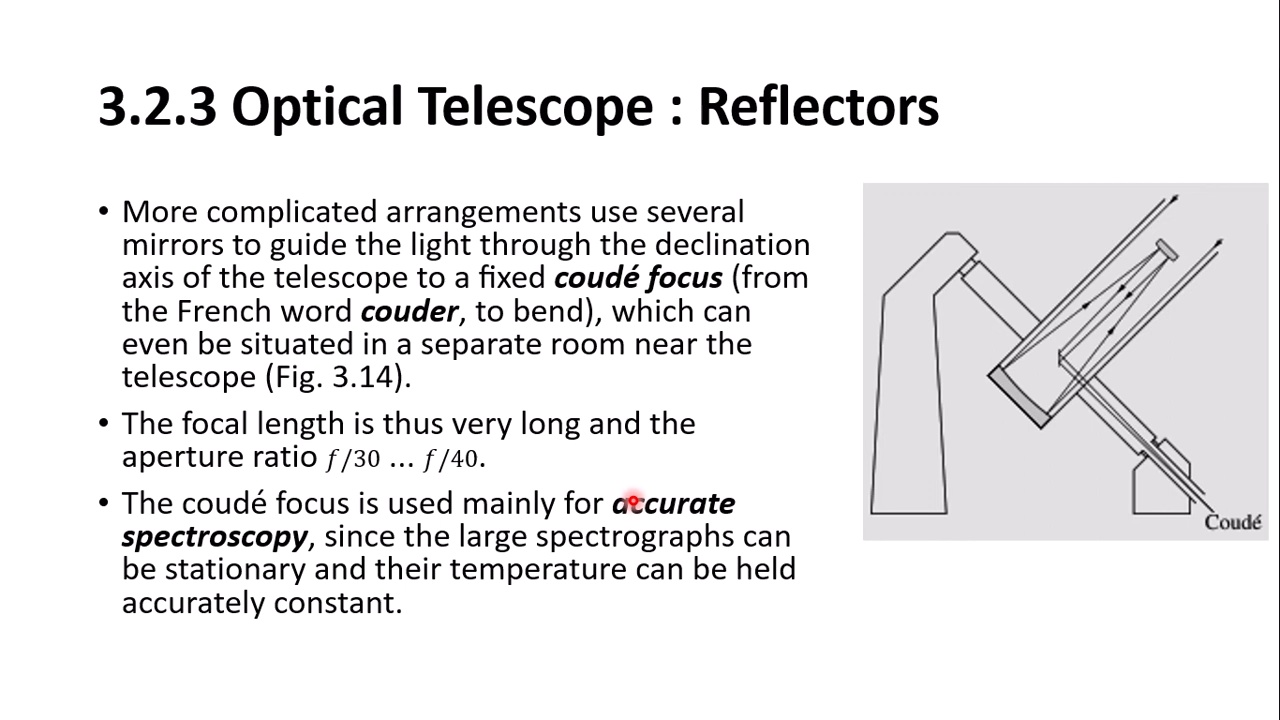 3.2.3 Optical Telescope : Reflectors
• More complicated arrangements use several
mirrors to guide the light through the declination
axis of the telescope to a fixed coudé focus (from
the French word couder, to bend), which can
even be situated in a separate room near the
telescope (Fig. 3.14).
• The focal length is thus very long and the
aperture ratio f/30 … f/40.
• The coudé focus is used mainly for accurate
spectroscopy, since the large spectrographs can
be stationary and their temperature can be held
accurately constant.
Coudé